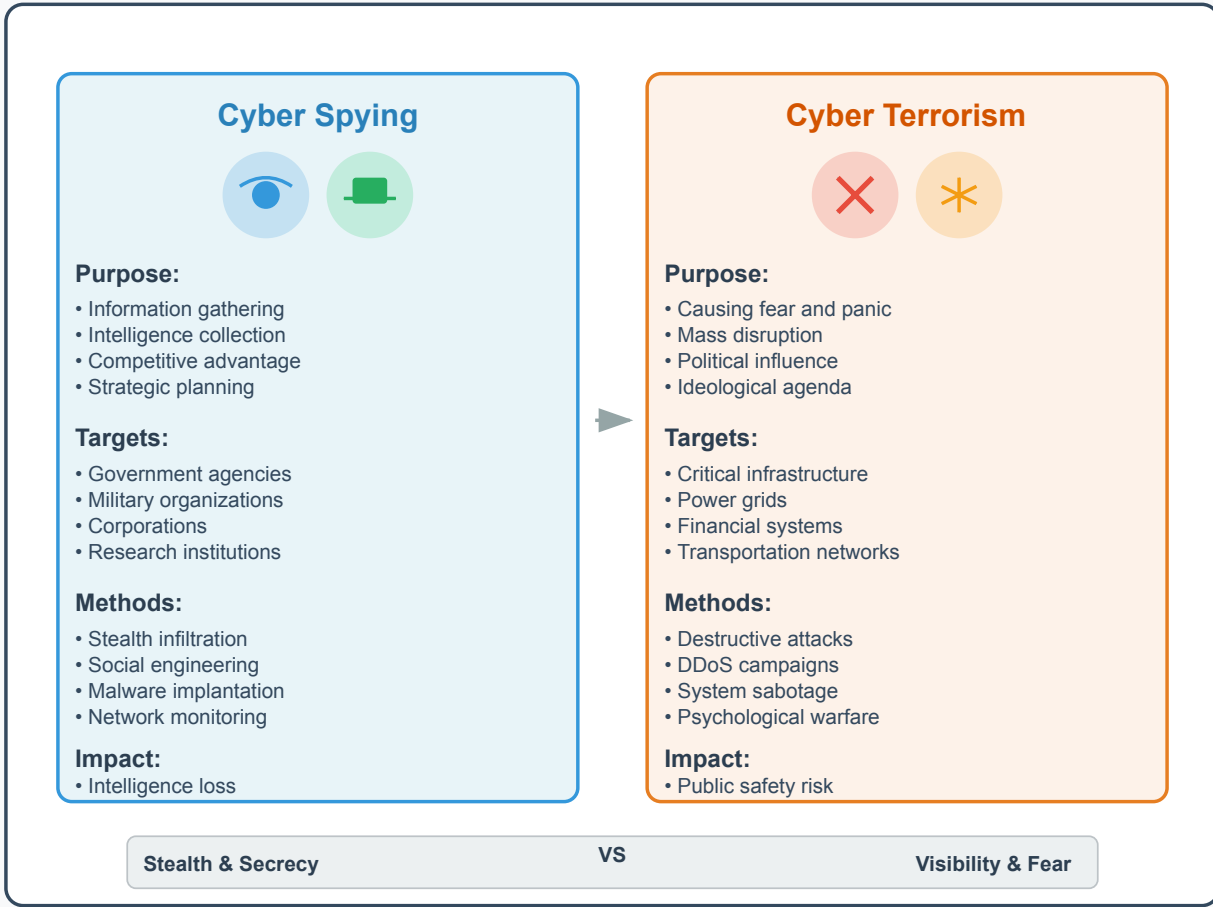 Cyber Spying
Purpose:
• Information gathering
• Intelligence collection
• Competitive advantage
• Strategic planning
Targets:
• Government agencies
• Military organizations
• Corporations
• Research institutions
Methods:
• Stealth infiltration
• Social engineering
• Malware implantation
• Network monitoring
Impact:
• Intelligence loss
Cyber Terrorism
Purpose:
• Causing fear and panic
• Mass disruption
• Political influence
• Ideological agenda
Targets:
• Critical infrastructure
• Power grids
• Financial systems
• Transportation networks
Methods:
• Destructive attacks
• DDoS campaigns
• System sabotage
• Psychological warfare
Impact:
• Public safety risk
Stealth & Secrecy
VS
Visibility & Fear